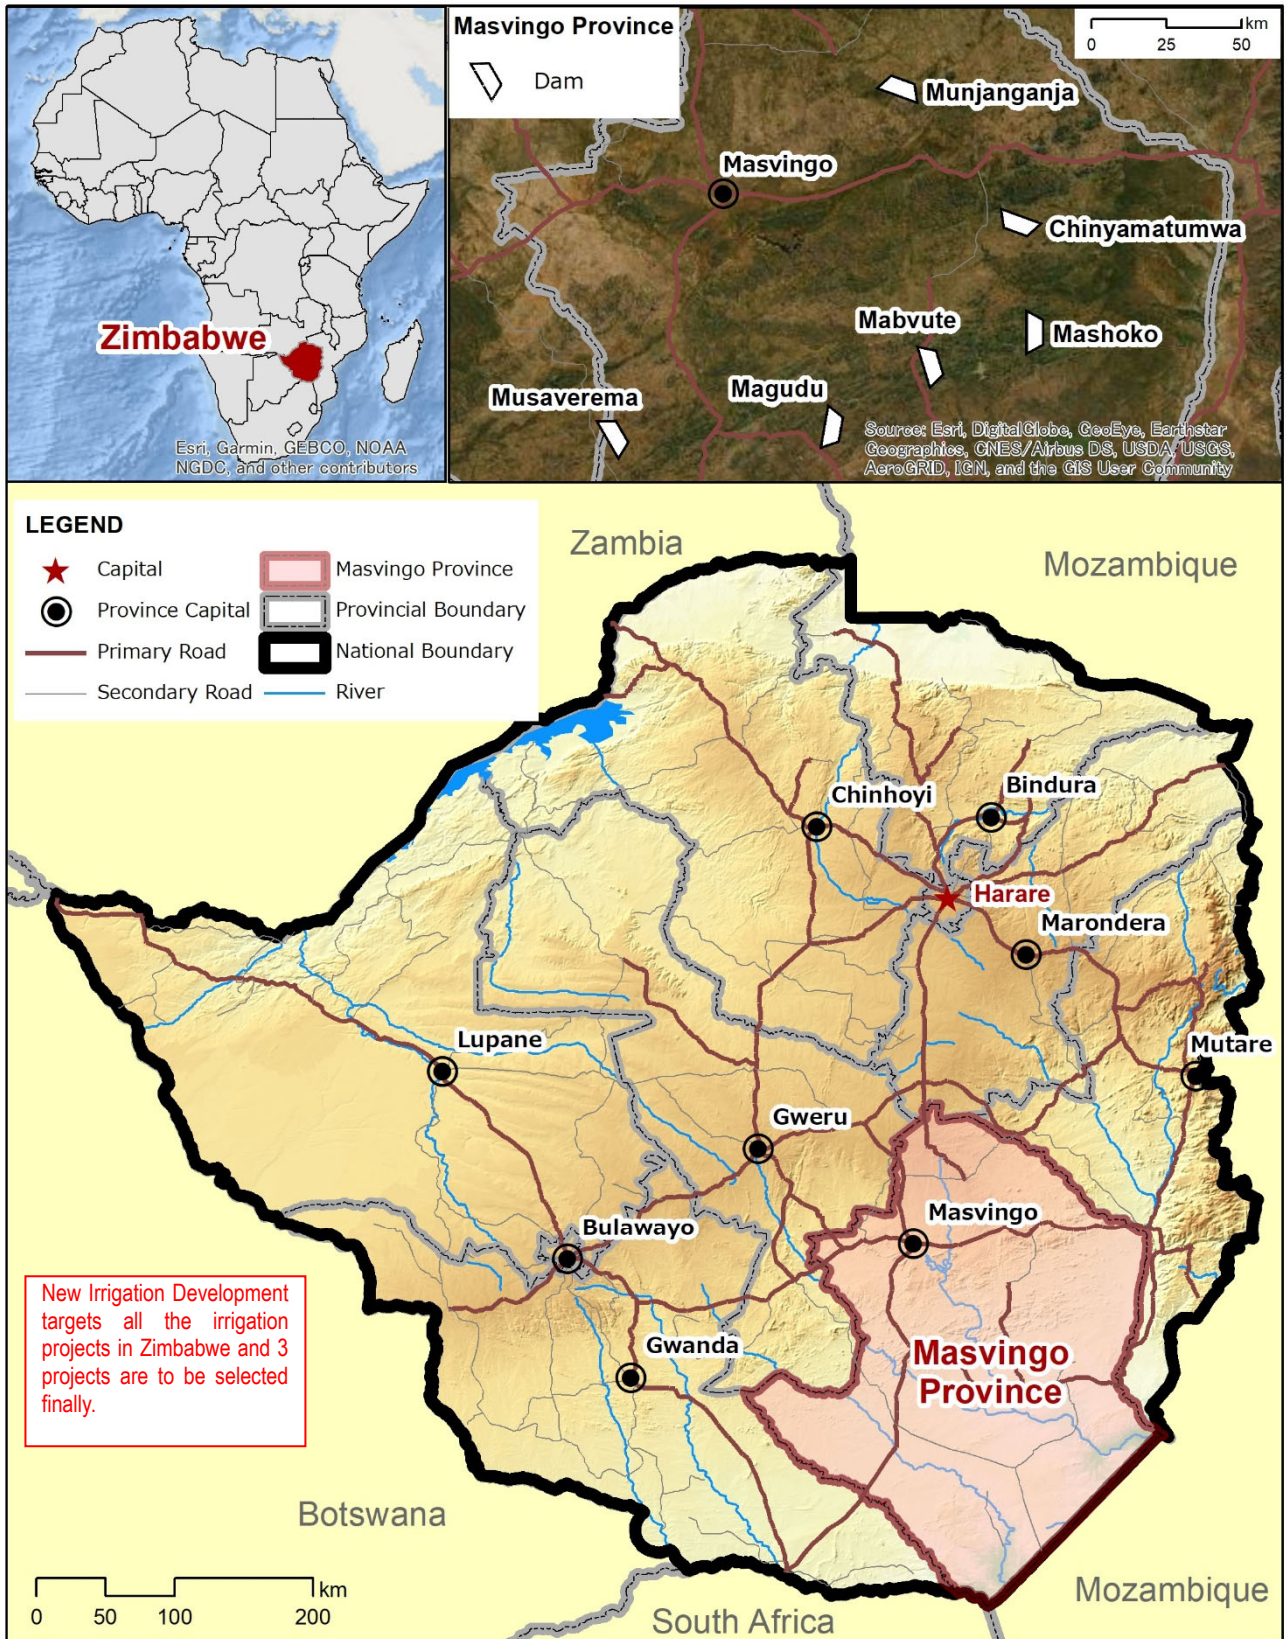 Zimbabwe
Esri, Garmin, GEBCO, NOAA
NGDC, and other contributors
Masvingo Province
Dam
km
0 25 50
Munjanganja
Masvingo
Chinyamatumwa
Mabvute
Mashoko
Magudu
Musaverema
Source: Esri, DigitalGlobe, GeoEye, Earthstar
Geographics, CNES/Airbus DS, USDA, USGS,
AeroGRID, IGN, and the GIS User Community
LEGEND
Capital
Masvingo Province
Province Capital
Provincial Boundary
Primary Road
National Boundary
Secondary Road
River
Zambia
Mozambique
Chinhoyi
Bindura
Harare
Marondera
Lupane
Mutare
Gweru
Masvingo
Bulawayo
Gwanda
Masvingo
Province
New Irrigation Development
targets all the irrigation
projects in Zimbabwe and 3
projects are to be selected
finally.
Botswana
km
0 50 100 200
South Africa
Mozambique